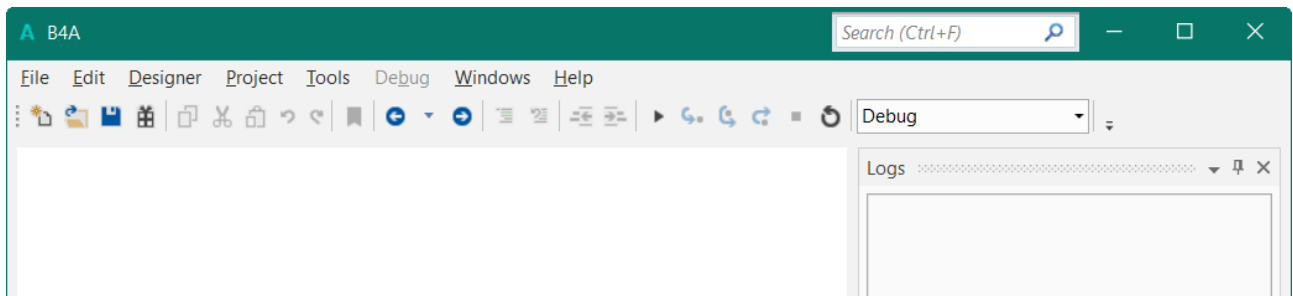 B4A Search (Ctrl+F)
File Edit Designer Project Tools Debug Windows Help
Debug
Logs